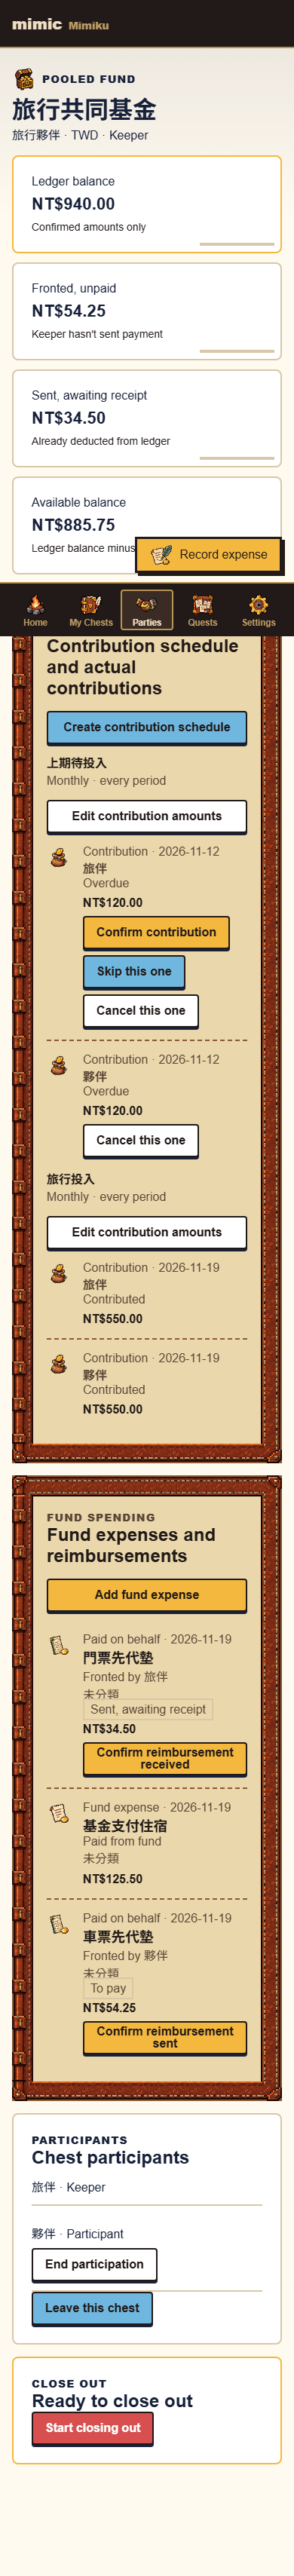 mimic Mimiku
POOLED FUND
旅行共同基金
旅行夥伴 · TWD · Keeper
Ledger balance
NT$940.00
Confirmed amounts only
Fronted, unpaid
NT$54.25
Keeper hasn't sent payment
Sent, awaiting receipt
NT$34.50
Already deducted from ledger
Available balance
NT$885.75
Ledger balance minus
Record expense
Home
My Chests
Parties
Quests
Settings
Contribution schedule
and actual
contributions
Create contribution schedule
上期待投入
Monthly · every period
Edit contribution amounts
Contribution · 2026-11-12
旅伴
Overdue
NT$120.00
Confirm contribution
Skip this one
Cancel this one
Contribution · 2026-11-12
夥伴
Overdue
NT$120.00
Cancel this one
旅行投入
Monthly · every period
Edit contribution amounts
Contribution · 2026-11-19
旅伴
Contributed
NT$550.00
Contribution · 2026-11-19
夥伴
Contributed
NT$550.00
FUND SPENDING
Fund expenses and
reimbursements
Add fund expense
Paid on behalf · 2026-11-19
門票先代墊
Fronted by 旅伴
未分類
Sent, awaiting receipt
NT$34.50
Confirm reimbursement
received
Fund expense · 2026-11-19
基金支付住宿
Paid from fund
未分類
NT$125.50
Paid on behalf · 2026-11-19
車票先代墊
Fronted by 夥伴
未分類
To pay
NT$54.25
Confirm reimbursement
sent
PARTICIPANTS
Chest participants
旅伴 · Keeper
夥伴 · Participant
End participation
Leave this chest
CLOSE OUT
Ready to close out
Start closing out